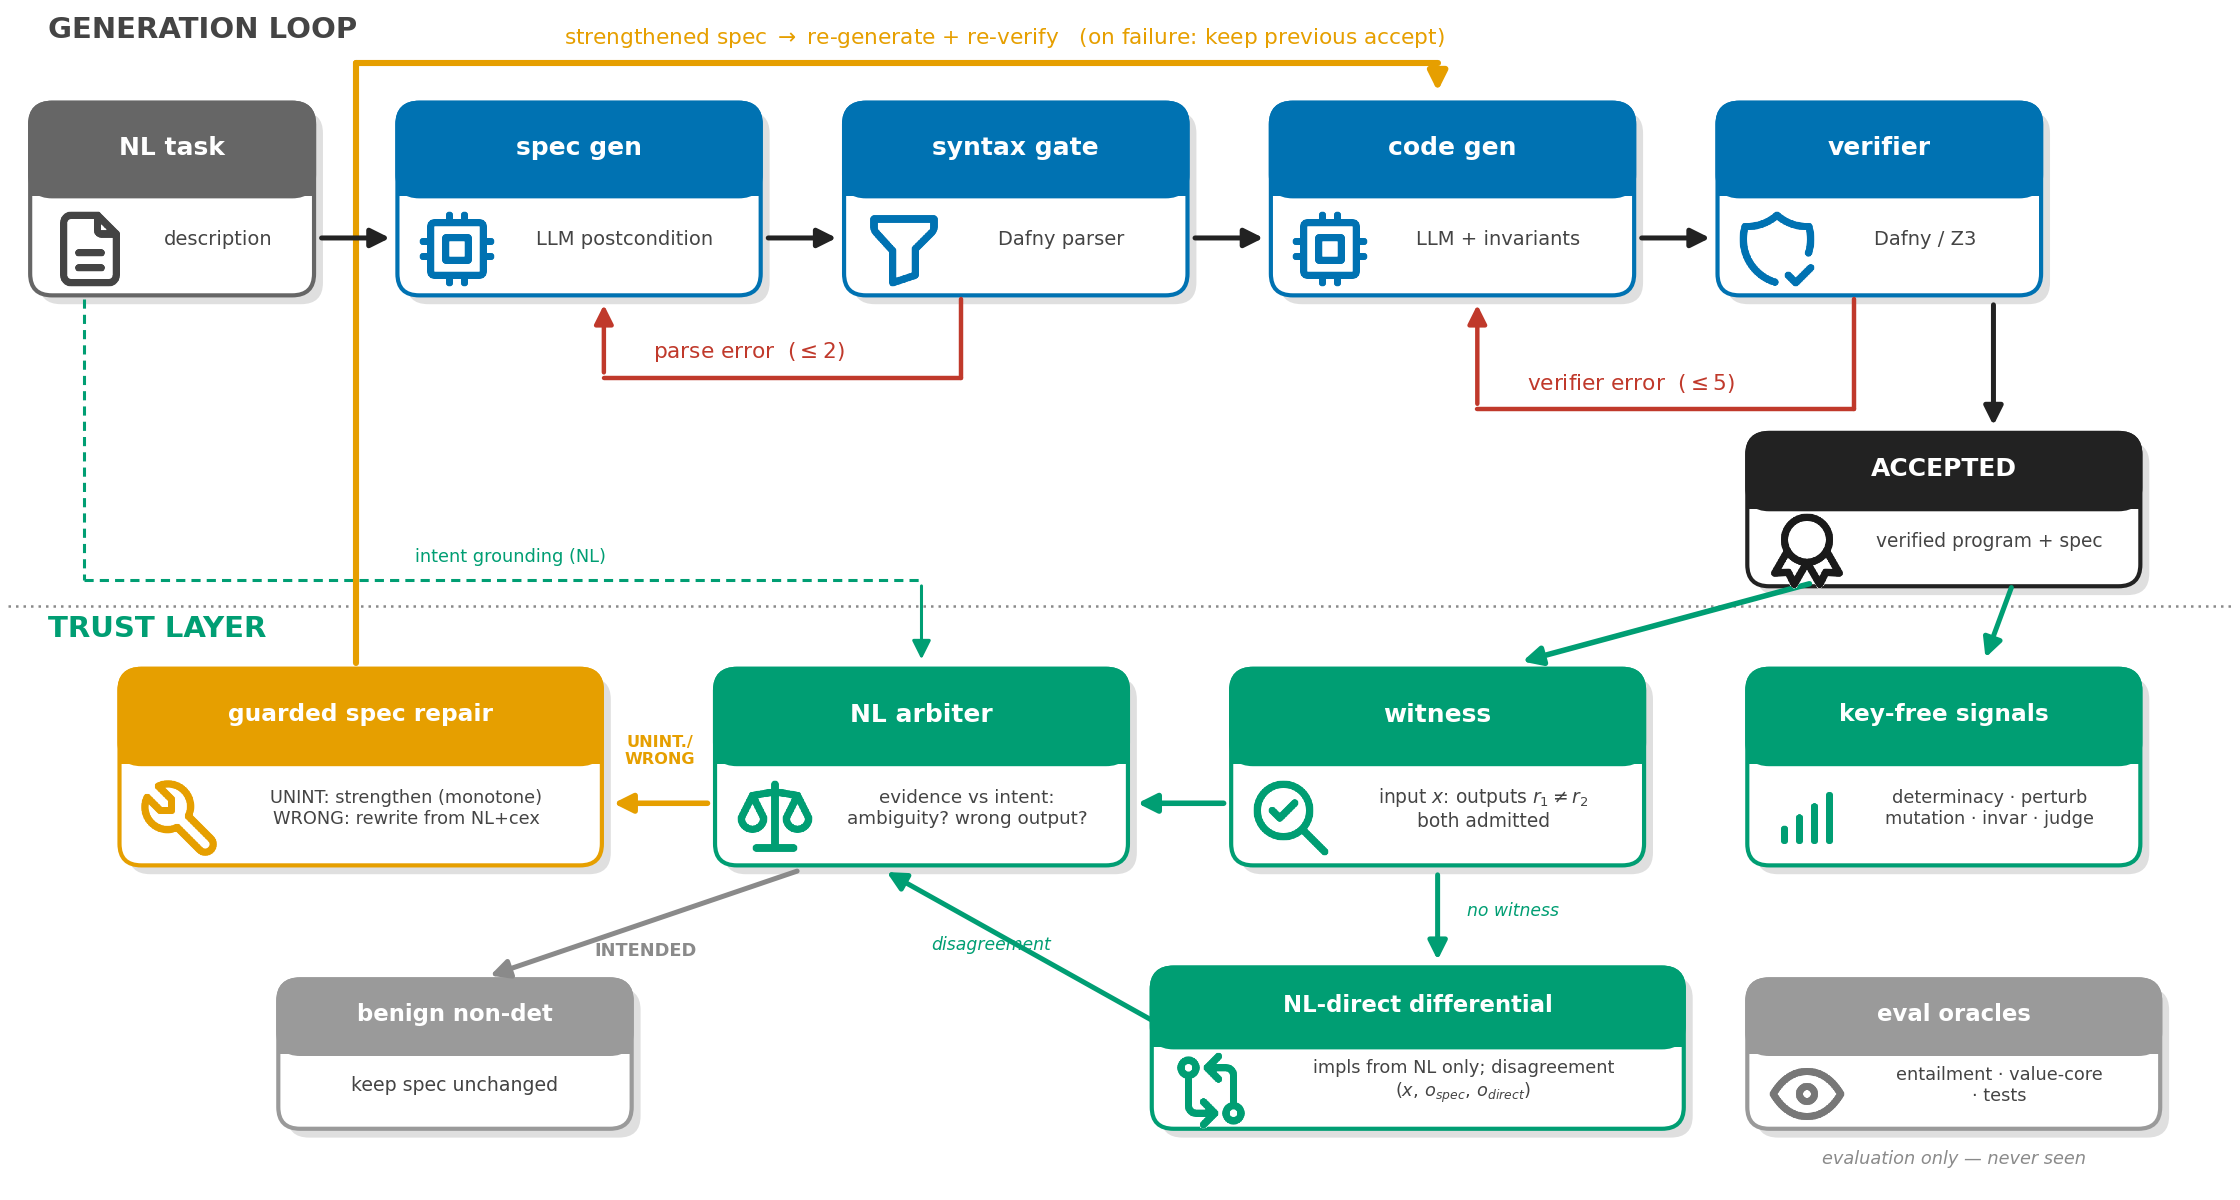 GENERATION LOOP
strengthened spec → re-generate + re-verify (on failure: keep previous accept)
NL task
description
spec gen
LLM postcondition
syntax gate
Dafny parser
code gen
LLM + invariants
verifier
Dafny / Z3
parse error (≤ 2)
verifier error (≤ 5)
ACCEPTED
verified program + spec
intent grounding (NL)
TRUST LAYER
guarded spec repair
UNINT: strengthen (monotone)
WRONG: rewrite from NL+cex
UNINT./
WRONG
NL arbiter
evidence vs intent:
ambiguity? wrong output?
witness
input x: outputs r₁ ≠ r₂
both admitted
key-free signals
determinacy · perturb
mutation · invar · judge
no witness
disagreement
INTENDED
benign non-det
keep spec unchanged
NL-direct differential
impls from NL only; disagreement
(x, o_spec, o_direct)
eval oracles
entailment · value-core
· tests
evaluation only — never seen